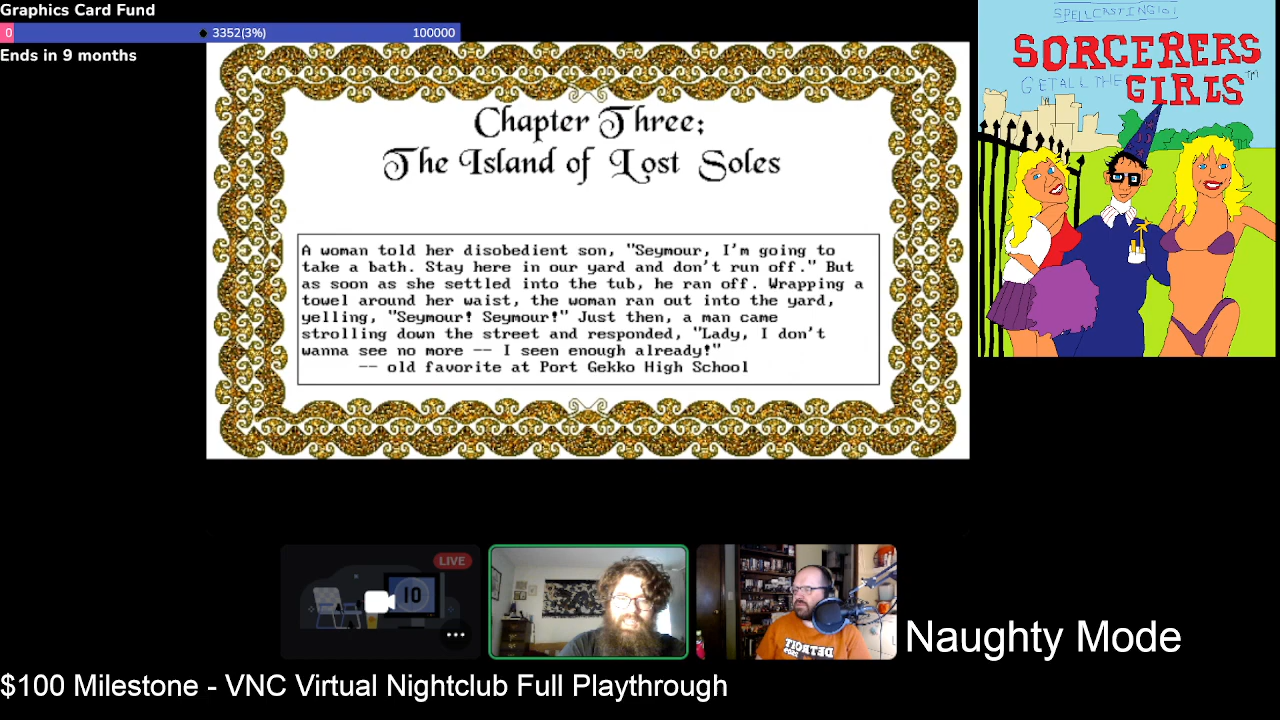 Graphics Card Fund
0
3352(3%)
100000
Ends in 9 months
SPELLCASTING 101
SORCERERS
GET ALL THE
GIRLS™
Chapter Three:
The Island of Lost Soles
A woman told her disobedient son, "Seymour, I'm going to
take a bath. Stay here in our yard and don't run off." But
as soon as she settled into the tub, he ran off. Wrapping a
towel around her waist, the woman ran out into the yard,
yelling, "Seymour! Seymour!" Just then, a man came
strolling down the street and responded, "Lady, I don't
wanna see no more -- I seen enough already!"
-- old favorite at Port Gekko High School
LIVE
10
DETROIT
Naughty Mode
$100 Milestone - VNC Virtual Nightclub Full Playthrough